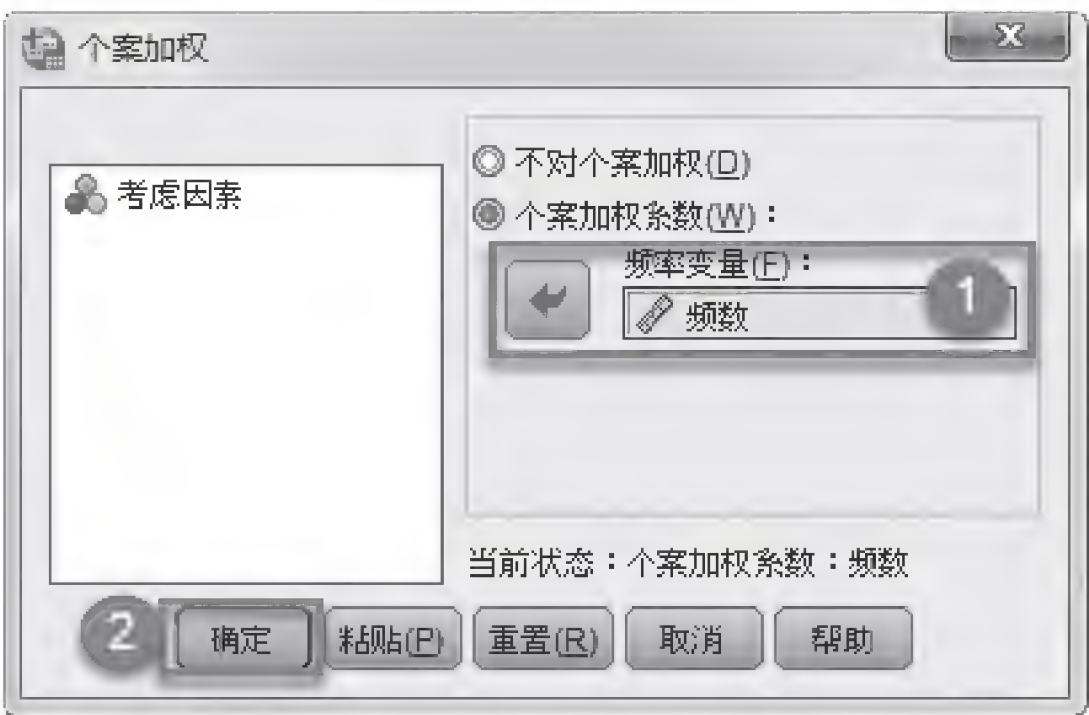 个案加权
考虑因素
不对个案加权(D)
个案加权系数(W)：
频率变量(F)：
频数
1
当前状态：个案加权系数：频数
2
确定 粘贴(P) 重置(R) 取消 帮助